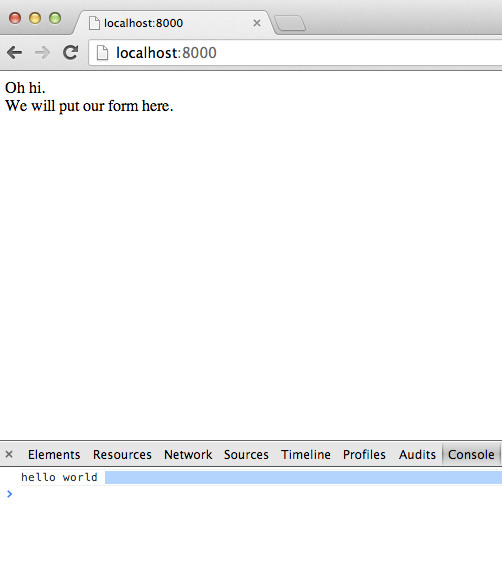 localhost:8000
localhost:8000
Oh hi.
We will put our form here.
Elements Resources Network Sources Timeline Profiles Audits Console
hello world